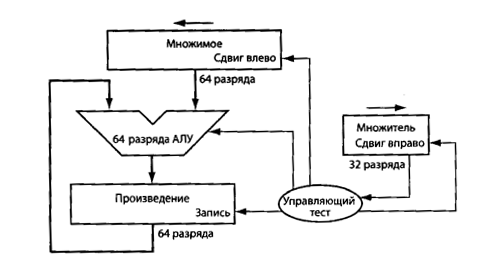 Множимое
Сдвиг влево
64 разряда
64 разряда АЛУ
Множитель
Сдвиг вправо
32 разряда
Произведение
Запись
Управляющий
тест
64 разряда